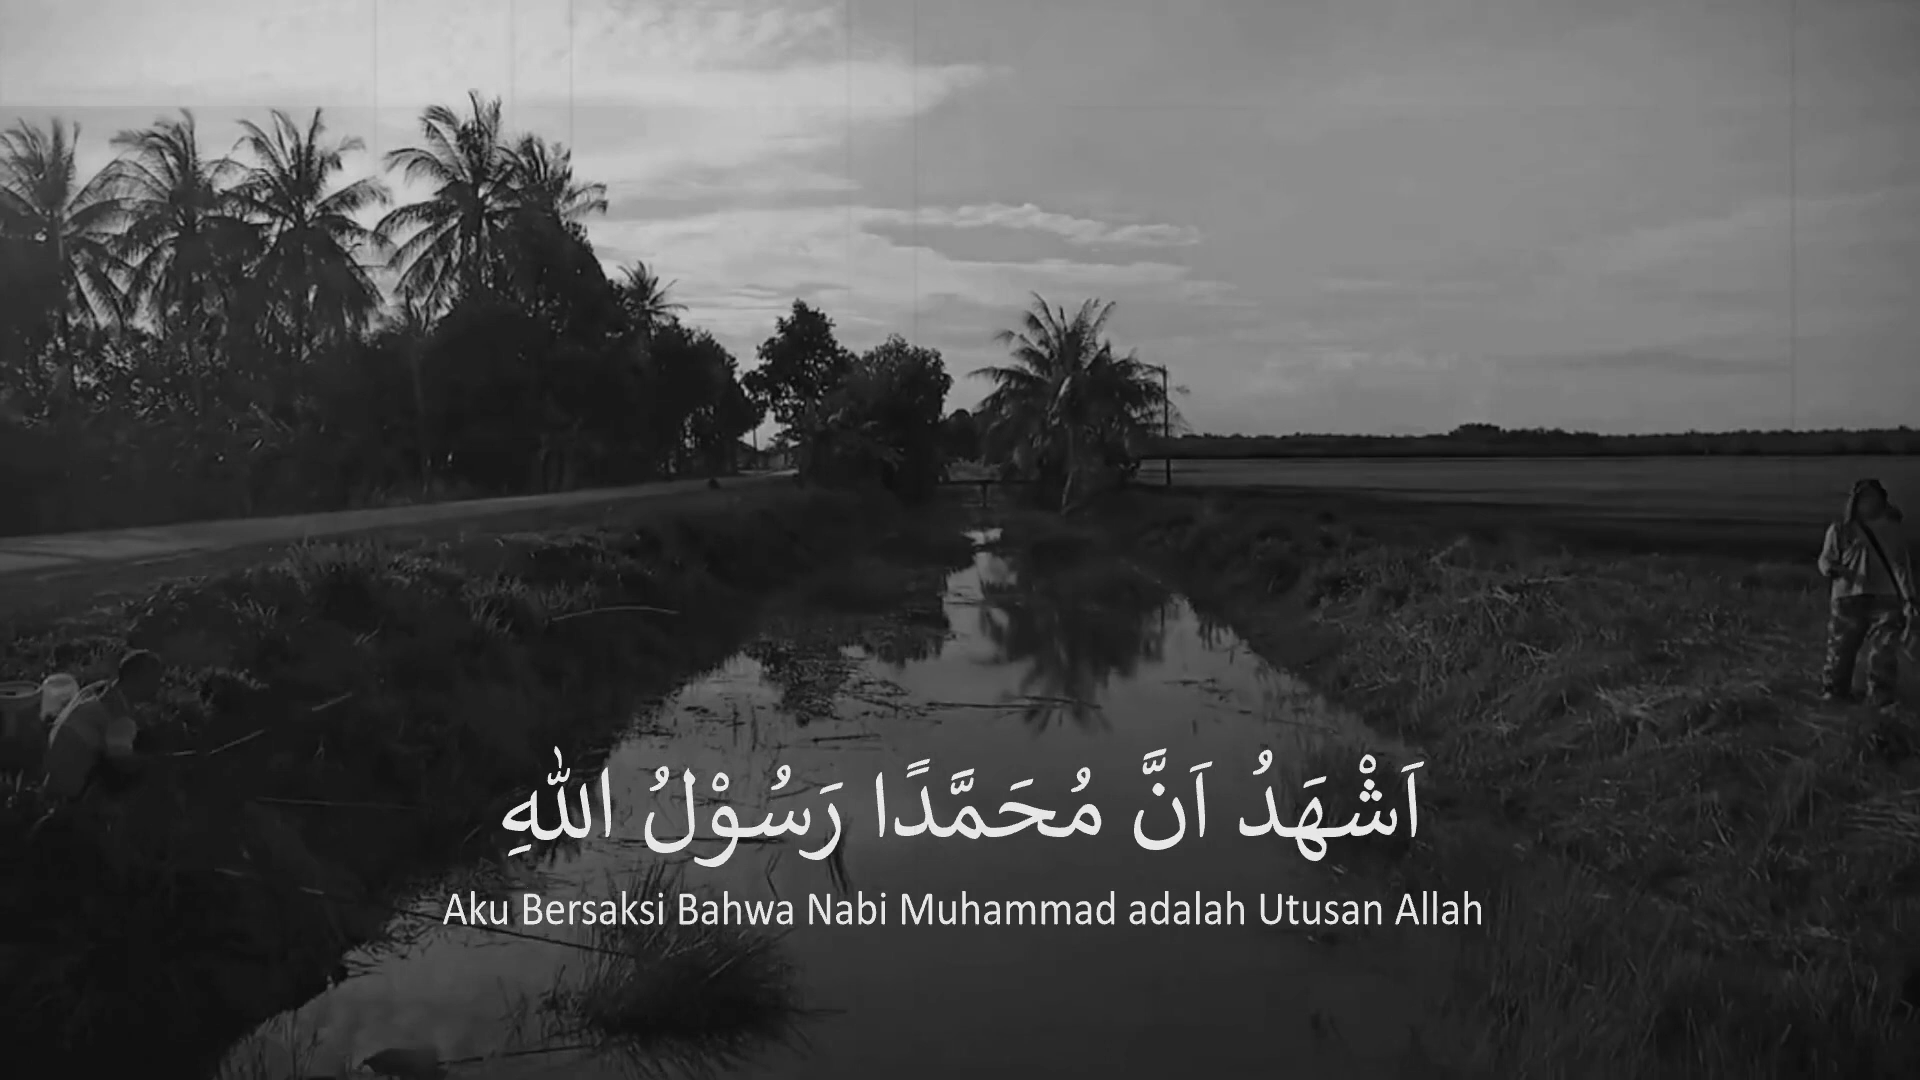 اَشْهَدُ اَنَّ مُحَمَّدًا رَسُوْلُ اللهِ
Aku Bersaksi Bahwa Nabi Muhammad adalah Utusan Allah